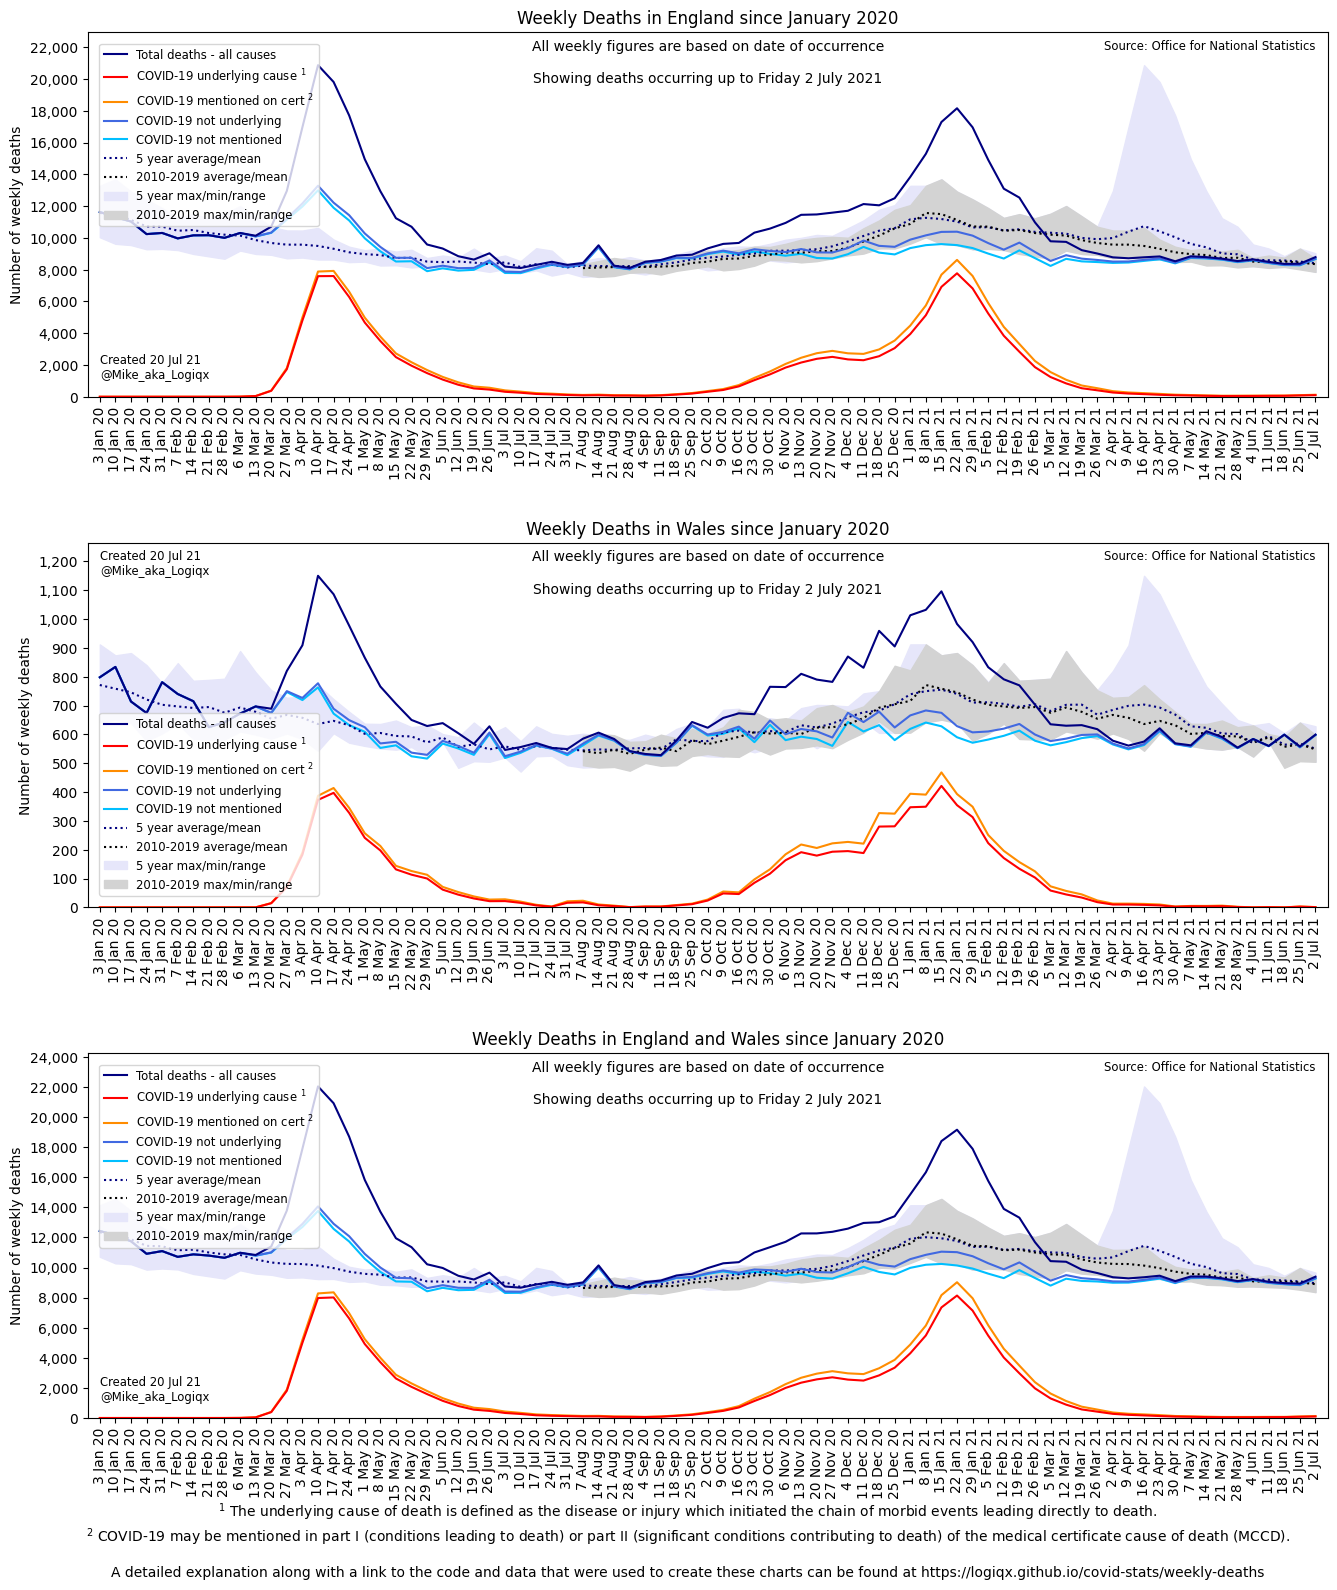 Weekly Deaths in England since January 2020
All weekly figures are based on date of occurrence
Showing deaths occurring up to Friday 2 July 2021
Source: Office for National Statistics
Total deaths - all causes
COVID-19 underlying cause ¹
COVID-19 mentioned on cert ²
COVID-19 not underlying
COVID-19 not mentioned
5 year average/mean
2010-2019 average/mean
5 year max/min/range
2010-2019 max/min/range
Created 20 Jul 21
@Mike_aka_Logiqx
Number of weekly deaths
22,000
20,000
18,000
16,000
14,000
12,000
10,000
8,000
6,000
4,000
2,000
0
3 Jan 20
10 Jan 20
17 Jan 20
24 Jan 20
31 Jan 20
7 Feb 20
14 Feb 20
21 Feb 20
28 Feb 20
6 Mar 20
13 Mar 20
20 Mar 20
27 Mar 20
3 Apr 20
10 Apr 20
17 Apr 20
24 Apr 20
1 May 20
8 May 20
15 May 20
22 May 20
29 May 20
5 Jun 20
12 Jun 20
19 Jun 20
26 Jun 20
3 Jul 20
10 Jul 20
17 Jul 20
24 Jul 20
31 Jul 20
7 Aug 20
14 Aug 20
21 Aug 20
28 Aug 20
4 Sep 20
11 Sep 20
18 Sep 20
25 Sep 20
2 Oct 20
9 Oct 20
16 Oct 20
23 Oct 20
30 Oct 20
6 Nov 20
13 Nov 20
20 Nov 20
27 Nov 20
4 Dec 20
11 Dec 20
18 Dec 20
25 Dec 20
1 Jan 21
8 Jan 21
15 Jan 21
22 Jan 21
29 Jan 21
5 Feb 21
12 Feb 21
19 Feb 21
26 Feb 21
5 Mar 21
12 Mar 21
19 Mar 21
26 Mar 21
2 Apr 21
9 Apr 21
16 Apr 21
23 Apr 21
30 Apr 21
7 May 21
14 May 21
21 May 21
28 May 21
4 Jun 21
11 Jun 21
18 Jun 21
25 Jun 21
2 Jul 21
Weekly Deaths in Wales since January 2020
Created 20 Jul 21
@Mike_aka_Logiqx
All weekly figures are based on date of occurrence
Showing deaths occurring up to Friday 2 July 2021
Source: Office for National Statistics
Total deaths - all causes
COVID-19 underlying cause ¹
COVID-19 mentioned on cert ²
COVID-19 not underlying
COVID-19 not mentioned
5 year average/mean
2010-2019 average/mean
5 year max/min/range
2010-2019 max/min/range
Number of weekly deaths
1,200
1,100
1,000
900
800
700
600
500
400
300
200
100
0
3 Jan 20
10 Jan 20
17 Jan 20
24 Jan 20
31 Jan 20
7 Feb 20
14 Feb 20
21 Feb 20
28 Feb 20
6 Mar 20
13 Mar 20
20 Mar 20
27 Mar 20
3 Apr 20
10 Apr 20
17 Apr 20
24 Apr 20
1 May 20
8 May 20
15 May 20
22 May 20
29 May 20
5 Jun 20
12 Jun 20
19 Jun 20
26 Jun 20
3 Jul 20
10 Jul 20
17 Jul 20
24 Jul 20
31 Jul 20
7 Aug 20
14 Aug 20
21 Aug 20
28 Aug 20
4 Sep 20
11 Sep 20
18 Sep 20
25 Sep 20
2 Oct 20
9 Oct 20
16 Oct 20
23 Oct 20
30 Oct 20
6 Nov 20
13 Nov 20
20 Nov 20
27 Nov 20
4 Dec 20
11 Dec 20
18 Dec 20
25 Dec 20
1 Jan 21
8 Jan 21
15 Jan 21
22 Jan 21
29 Jan 21
5 Feb 21
12 Feb 21
19 Feb 21
26 Feb 21
5 Mar 21
12 Mar 21
19 Mar 21
26 Mar 21
2 Apr 21
9 Apr 21
16 Apr 21
23 Apr 21
30 Apr 21
7 May 21
14 May 21
21 May 21
28 May 21
4 Jun 21
11 Jun 21
18 Jun 21
25 Jun 21
2 Jul 21
Weekly Deaths in England and Wales since January 2020
All weekly figures are based on date of occurrence
Showing deaths occurring up to Friday 2 July 2021
Source: Office for National Statistics
Total deaths - all causes
COVID-19 underlying cause ¹
COVID-19 mentioned on cert ²
COVID-19 not underlying
COVID-19 not mentioned
5 year average/mean
2010-2019 average/mean
5 year max/min/range
2010-2019 max/min/range
Created 20 Jul 21
@Mike_aka_Logiqx
Number of weekly deaths
24,000
22,000
20,000
18,000
16,000
14,000
12,000
10,000
8,000
6,000
4,000
2,000
0
3 Jan 20
10 Jan 20
17 Jan 20
24 Jan 20
31 Jan 20
7 Feb 20
14 Feb 20
21 Feb 20
28 Feb 20
6 Mar 20
13 Mar 20
20 Mar 20
27 Mar 20
3 Apr 20
10 Apr 20
17 Apr 20
24 Apr 20
1 May 20
8 May 20
15 May 20
22 May 20
29 May 20
5 Jun 20
12 Jun 20
19 Jun 20
26 Jun 20
3 Jul 20
10 Jul 20
17 Jul 20
24 Jul 20
31 Jul 20
7 Aug 20
14 Aug 20
21 Aug 20
28 Aug 20
4 Sep 20
11 Sep 20
18 Sep 20
25 Sep 20
2 Oct 20
9 Oct 20
16 Oct 20
23 Oct 20
30 Oct 20
6 Nov 20
13 Nov 20
20 Nov 20
27 Nov 20
4 Dec 20
11 Dec 20
18 Dec 20
25 Dec 20
1 Jan 21
8 Jan 21
15 Jan 21
22 Jan 21
29 Jan 21
5 Feb 21
12 Feb 21
19 Feb 21
26 Feb 21
5 Mar 21
12 Mar 21
19 Mar 21
26 Mar 21
2 Apr 21
9 Apr 21
16 Apr 21
23 Apr 21
30 Apr 21
7 May 21
14 May 21
21 May 21
28 May 21
4 Jun 21
11 Jun 21
18 Jun 21
25 Jun 21
2 Jul 21
¹ The underlying cause of death is defined as the disease or injury which initiated the chain of morbid events leading directly to death.
² COVID-19 may be mentioned in part I (conditions leading to death) or part II (significant conditions contributing to death) of the medical certificate cause of death (MCCD).
A detailed explanation along with a link to the code and data that were used to create these charts can be found at https://logiqx.github.io/covid-stats/weekly-deaths